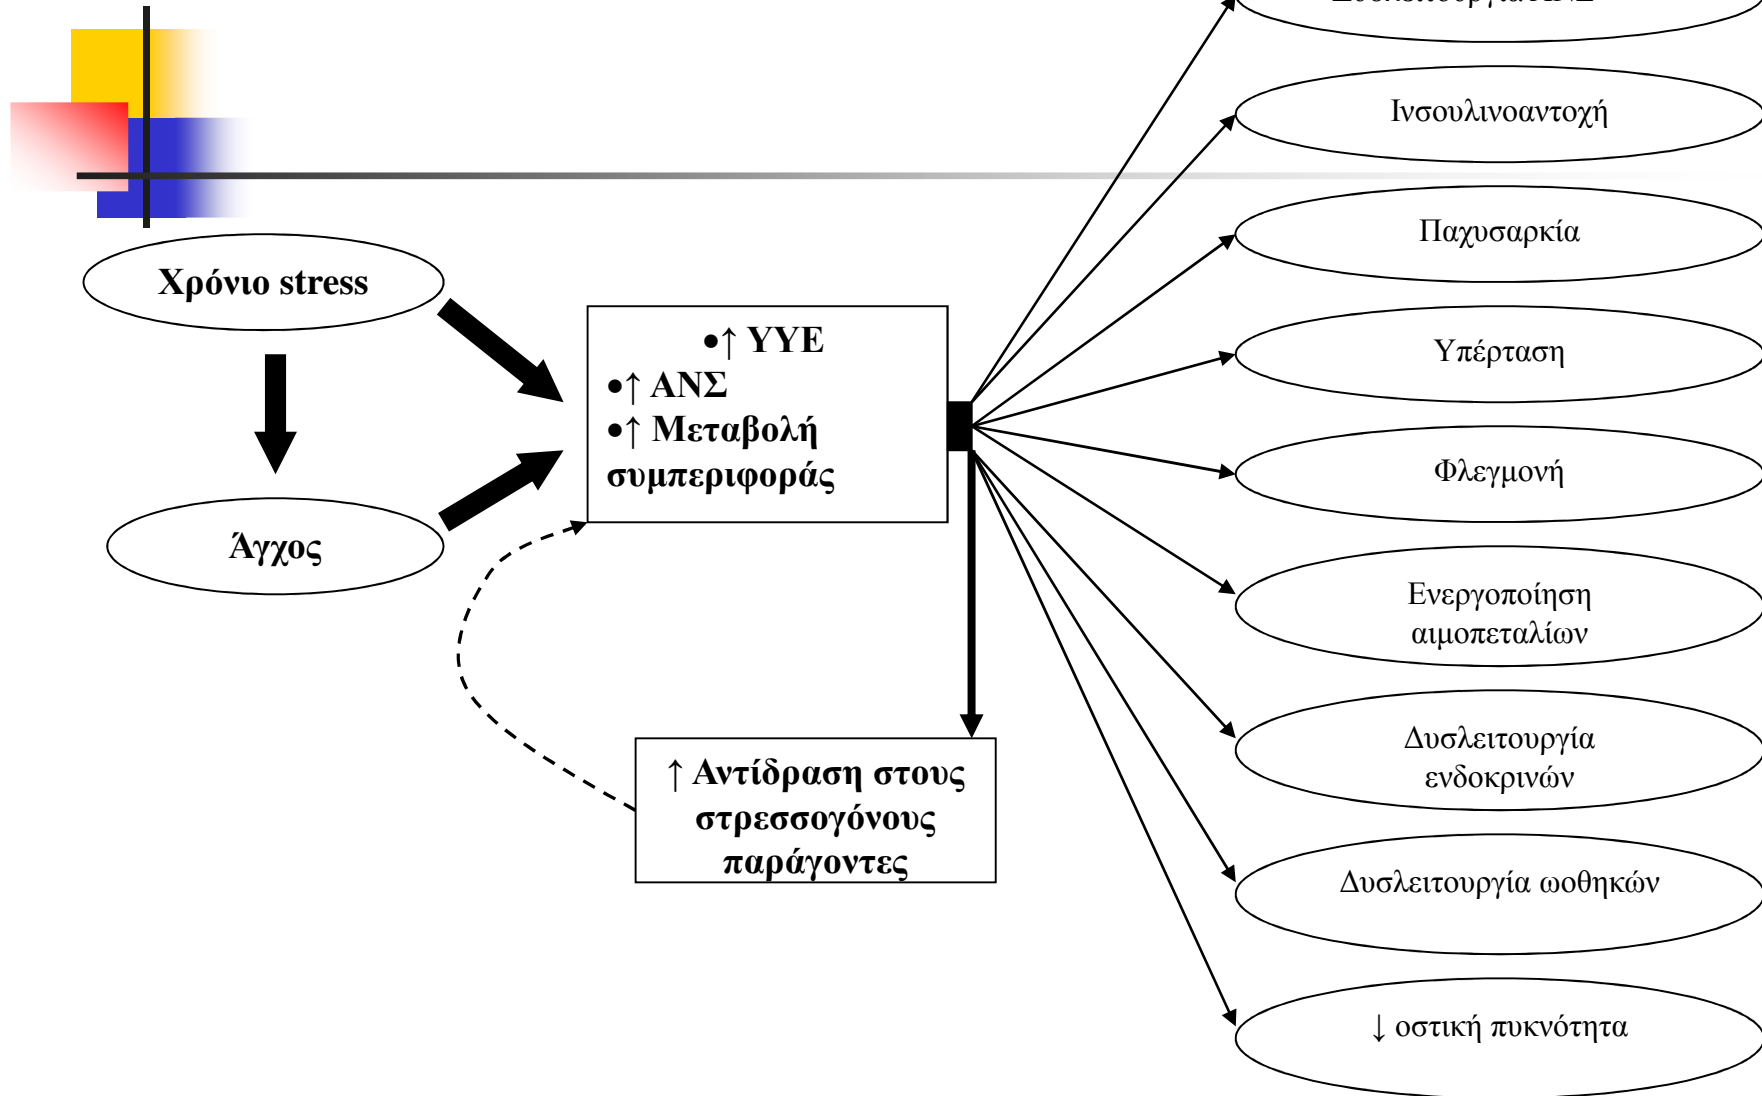 Χρόνιο stress
Άγχος
•↑ ΥΥΕ
•↑ ΑΝΣ
•↑ Μεταβολή
συμπεριφοράς
↑ Αντίδραση στους
στρεσσογόνους
παράγοντες
Ινσουλινοαντοχή
Παχυσαρκία
Υπέρταση
Φλεγμονή
Ενεργοποίηση
αιμοπεταλίων
Δυσλειτουργία
ενδοκρινών
Δυσλειτουργία ωοθηκών
↓ οστική πυκνότητα